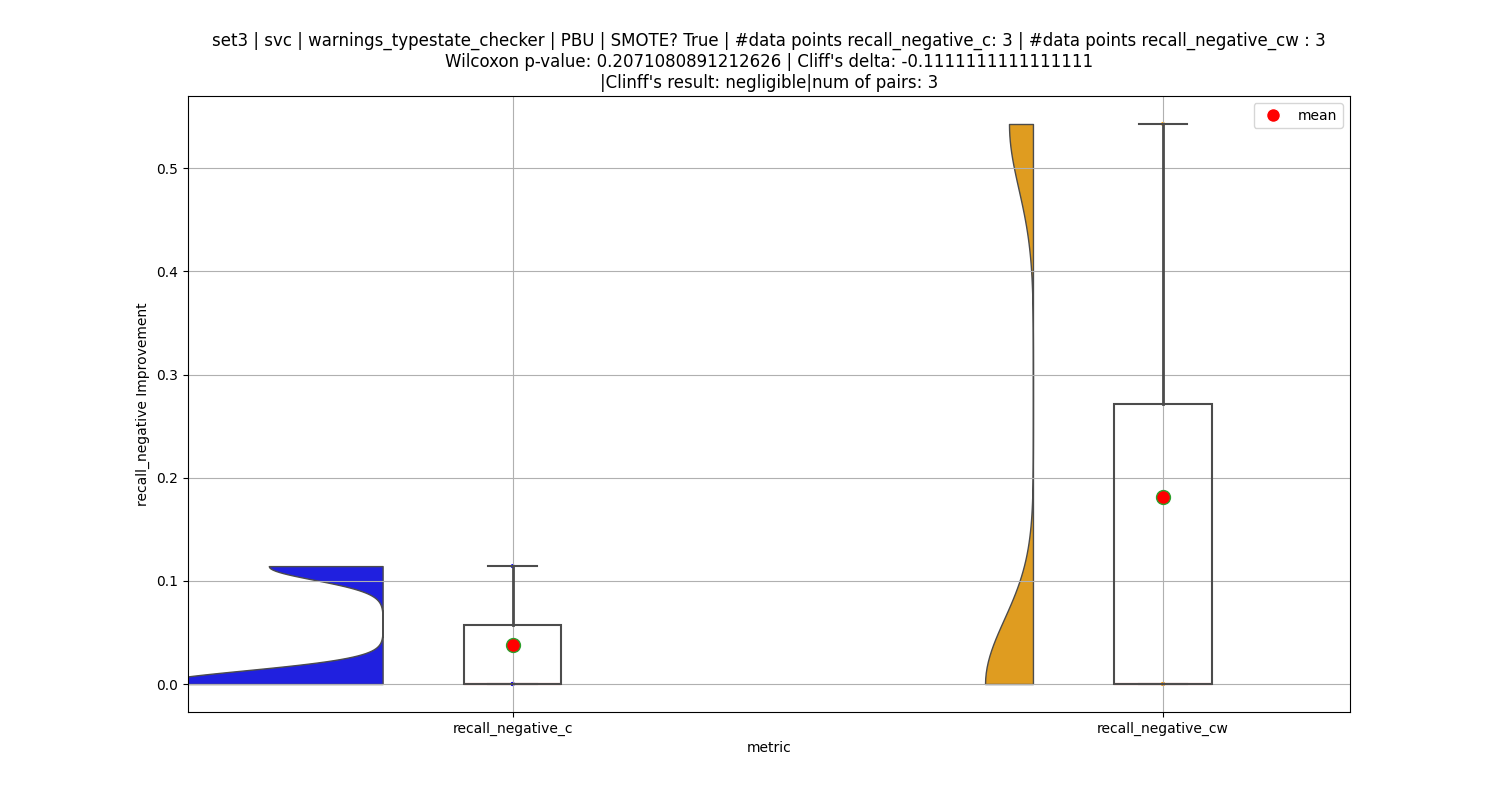 set3 | svc | warnings_typestate_checker | PBU | SMOTE? True | #data points recall_negative_c: 3 | #data points recall_negative_cw : 3
Wilcoxon p-value: 0.2071080891212626 | Cliff's delta: -0.1111111111111111
|Clinff's result: negligible|num of pairs: 3
mean
0.5
0.4
0.3
0.2
0.1
0.0
recall_negative Improvement
recall_negative_c
recall_negative_cw
metric